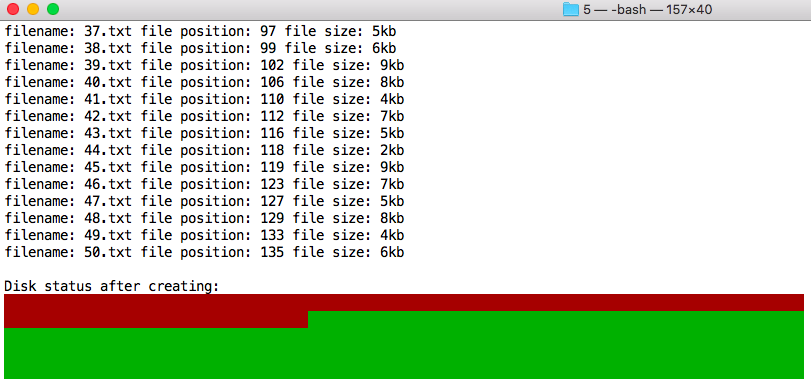 5 — -bash — 157×40
filename: 37.txt file position: 97 file size: 5kb
filename: 38.txt file position: 99 file size: 6kb
filename: 39.txt file position: 102 file size: 9kb
filename: 40.txt file position: 106 file size: 8kb
filename: 41.txt file position: 110 file size: 4kb
filename: 42.txt file position: 112 file size: 7kb
filename: 43.txt file position: 116 file size: 5kb
filename: 44.txt file position: 118 file size: 2kb
filename: 45.txt file position: 119 file size: 9kb
filename: 46.txt file position: 123 file size: 7kb
filename: 47.txt file position: 127 file size: 5kb
filename: 48.txt file position: 129 file size: 8kb
filename: 49.txt file position: 133 file size: 4kb
filename: 50.txt file position: 135 file size: 6kb
Disk status after creating: